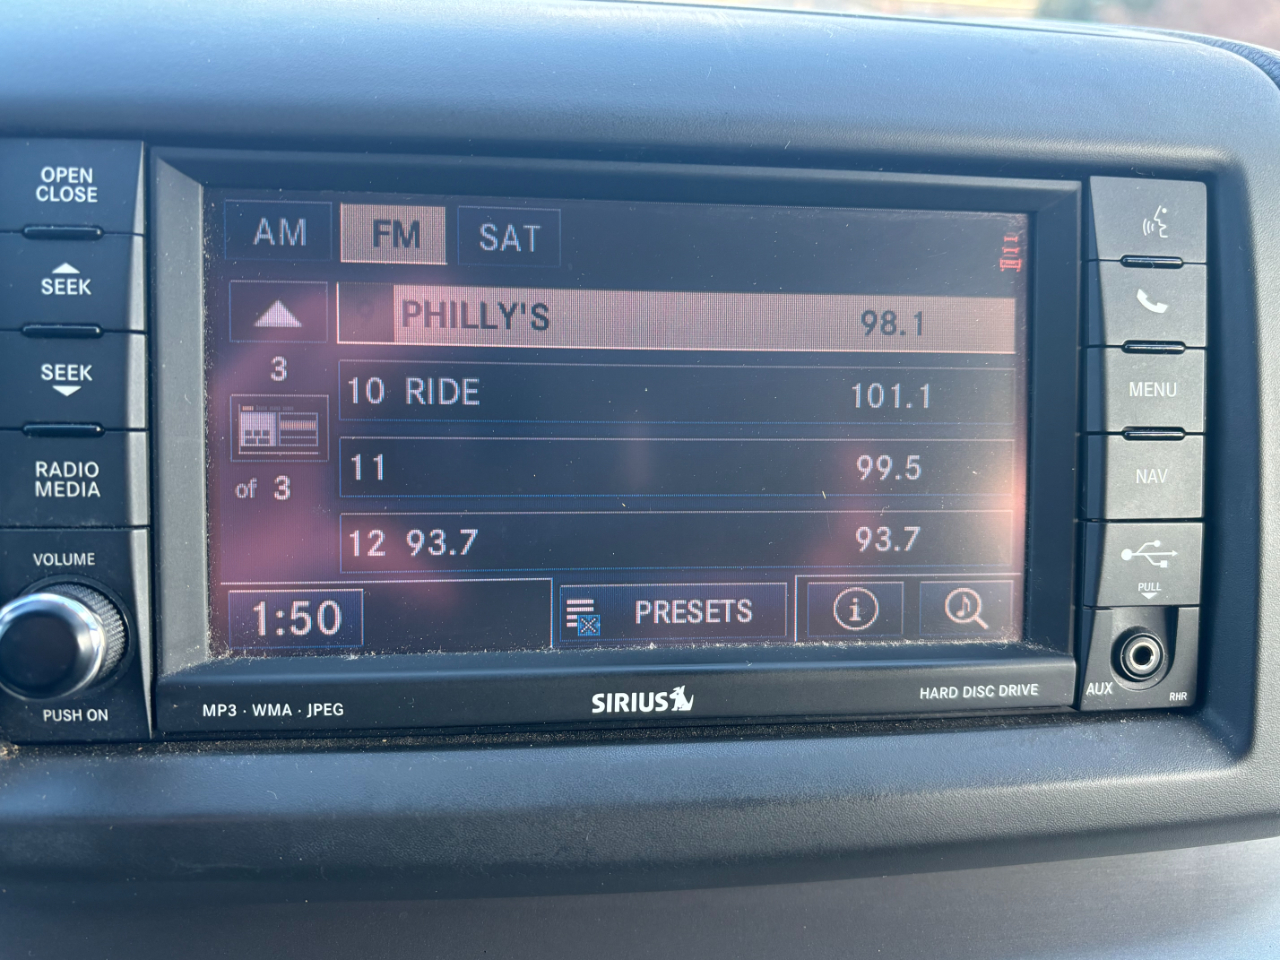 OPEN
CLOSE
SEEK
SEEK
RADIO
MEDIA
VOLUME
PUSH ON
AM FM SAT
3
of 3
PHILLY'S 98.1
10 RIDE 101.1
11 99.5
12 93.7 93.7
1:50 PRESETS i
MP3 · WMA · JPEG
SIRIUS
HARD DISC DRIVE
MENU
NAV
PULL
AUX
RHR